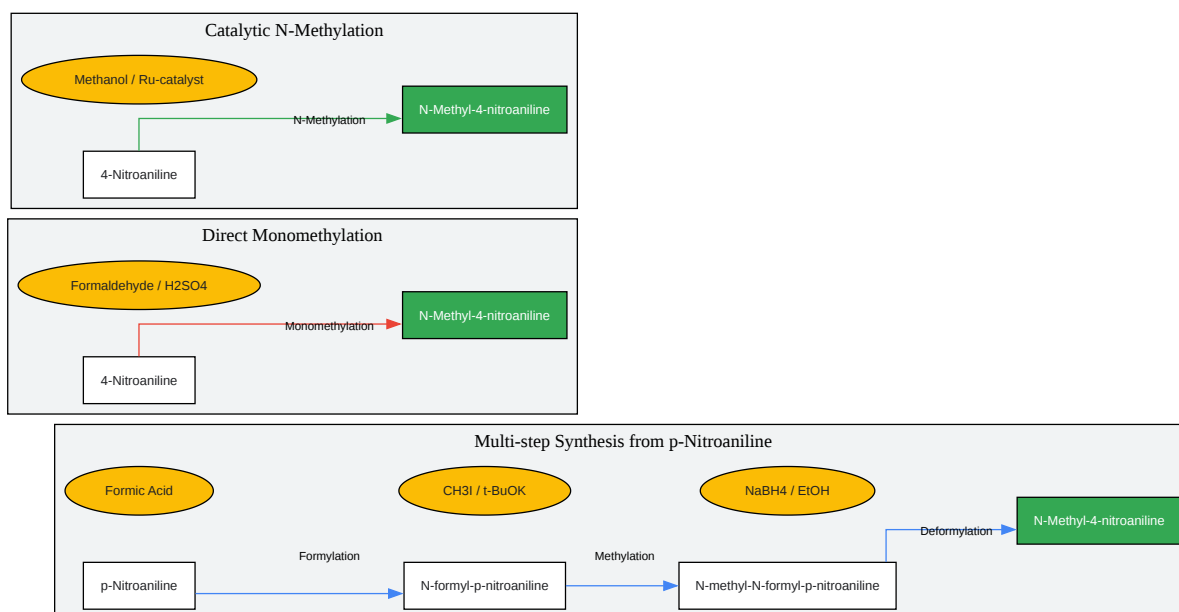 Catalytic N-Methylation
Methanol / Ru-catalyst
N-Methyl-4-nitroaniline
N-Methylation
4-Nitroaniline
Direct Monomethylation
Formaldehyde / H2SO4
N-Methyl-4-nitroaniline
Monomethylation
4-Nitroaniline
Multi-step Synthesis from p-Nitroaniline
Formic Acid
CH3I / t-BuOK
NaBH4 / EtOH
N-Methyl-4-nitroaniline
Deformylation
Formylation
Methylation
p-Nitroaniline
N-formyl-p-nitroaniline
N-methyl-N-formyl-p-nitroaniline